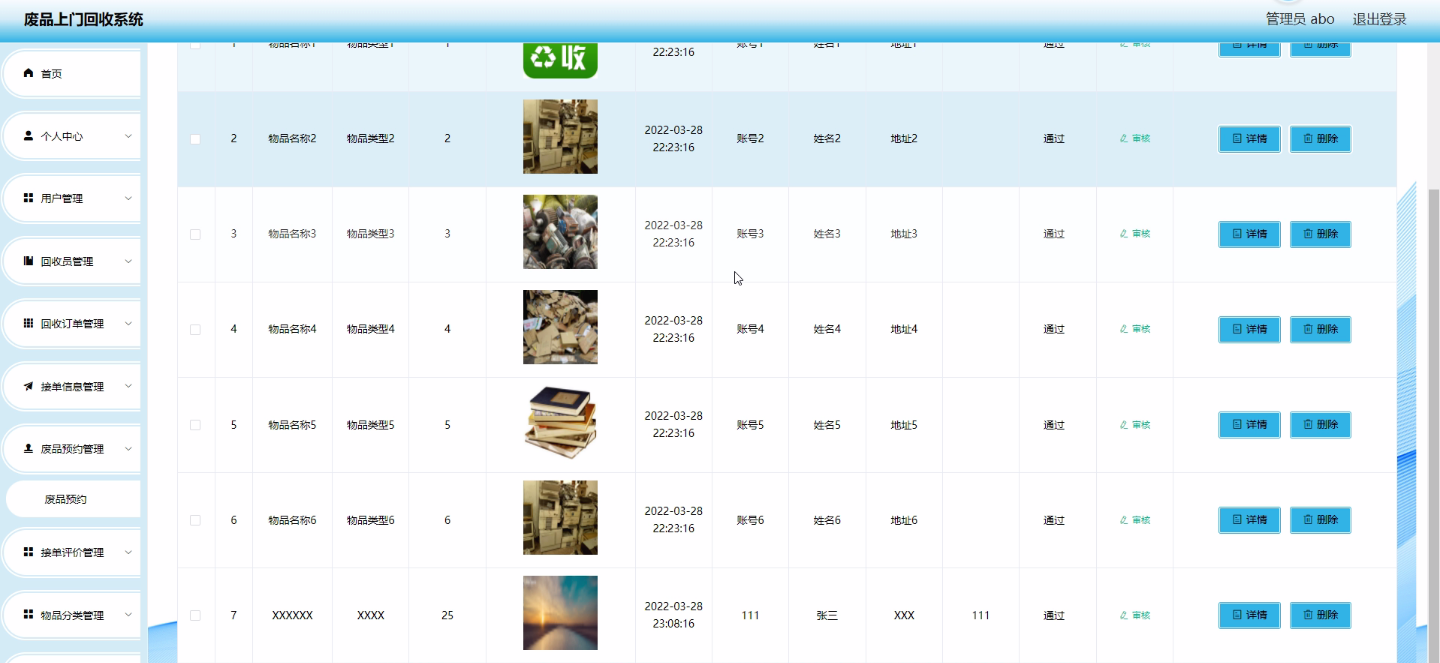 废品上门回收系统
管理员 abo 退出登录
首页
个人中心
用户管理
回收员管理
回收订单管理
接单信息管理
废品预约管理
废品预约
接单评价管理
物品分类管理
1 物品名称1 物品类型1 1 收 22:23:16 账号1 姓名1 地址1 通过 审核 详情 删除
2 物品名称2 物品类型2 2 2022-03-28 22:23:16 账号2 姓名2 地址2 通过 审核 详情 删除
3 物品名称3 物品类型3 3 2022-03-28 22:23:16 账号3 姓名3 地址3 通过 审核 详情 删除
4 物品名称4 物品类型4 4 2022-03-28 22:23:16 账号4 姓名4 地址4 通过 审核 详情 删除
5 物品名称5 物品类型5 5 2022-03-28 22:23:16 账号5 姓名5 地址5 通过 审核 详情 删除
6 物品名称6 物品类型6 6 2022-03-28 22:23:16 账号6 姓名6 地址6 通过 审核 详情 删除
7 XXXXXX XXXX 25 2022-03-28 23:08:16 111 张三 XXX 111 通过 审核 详情 删除